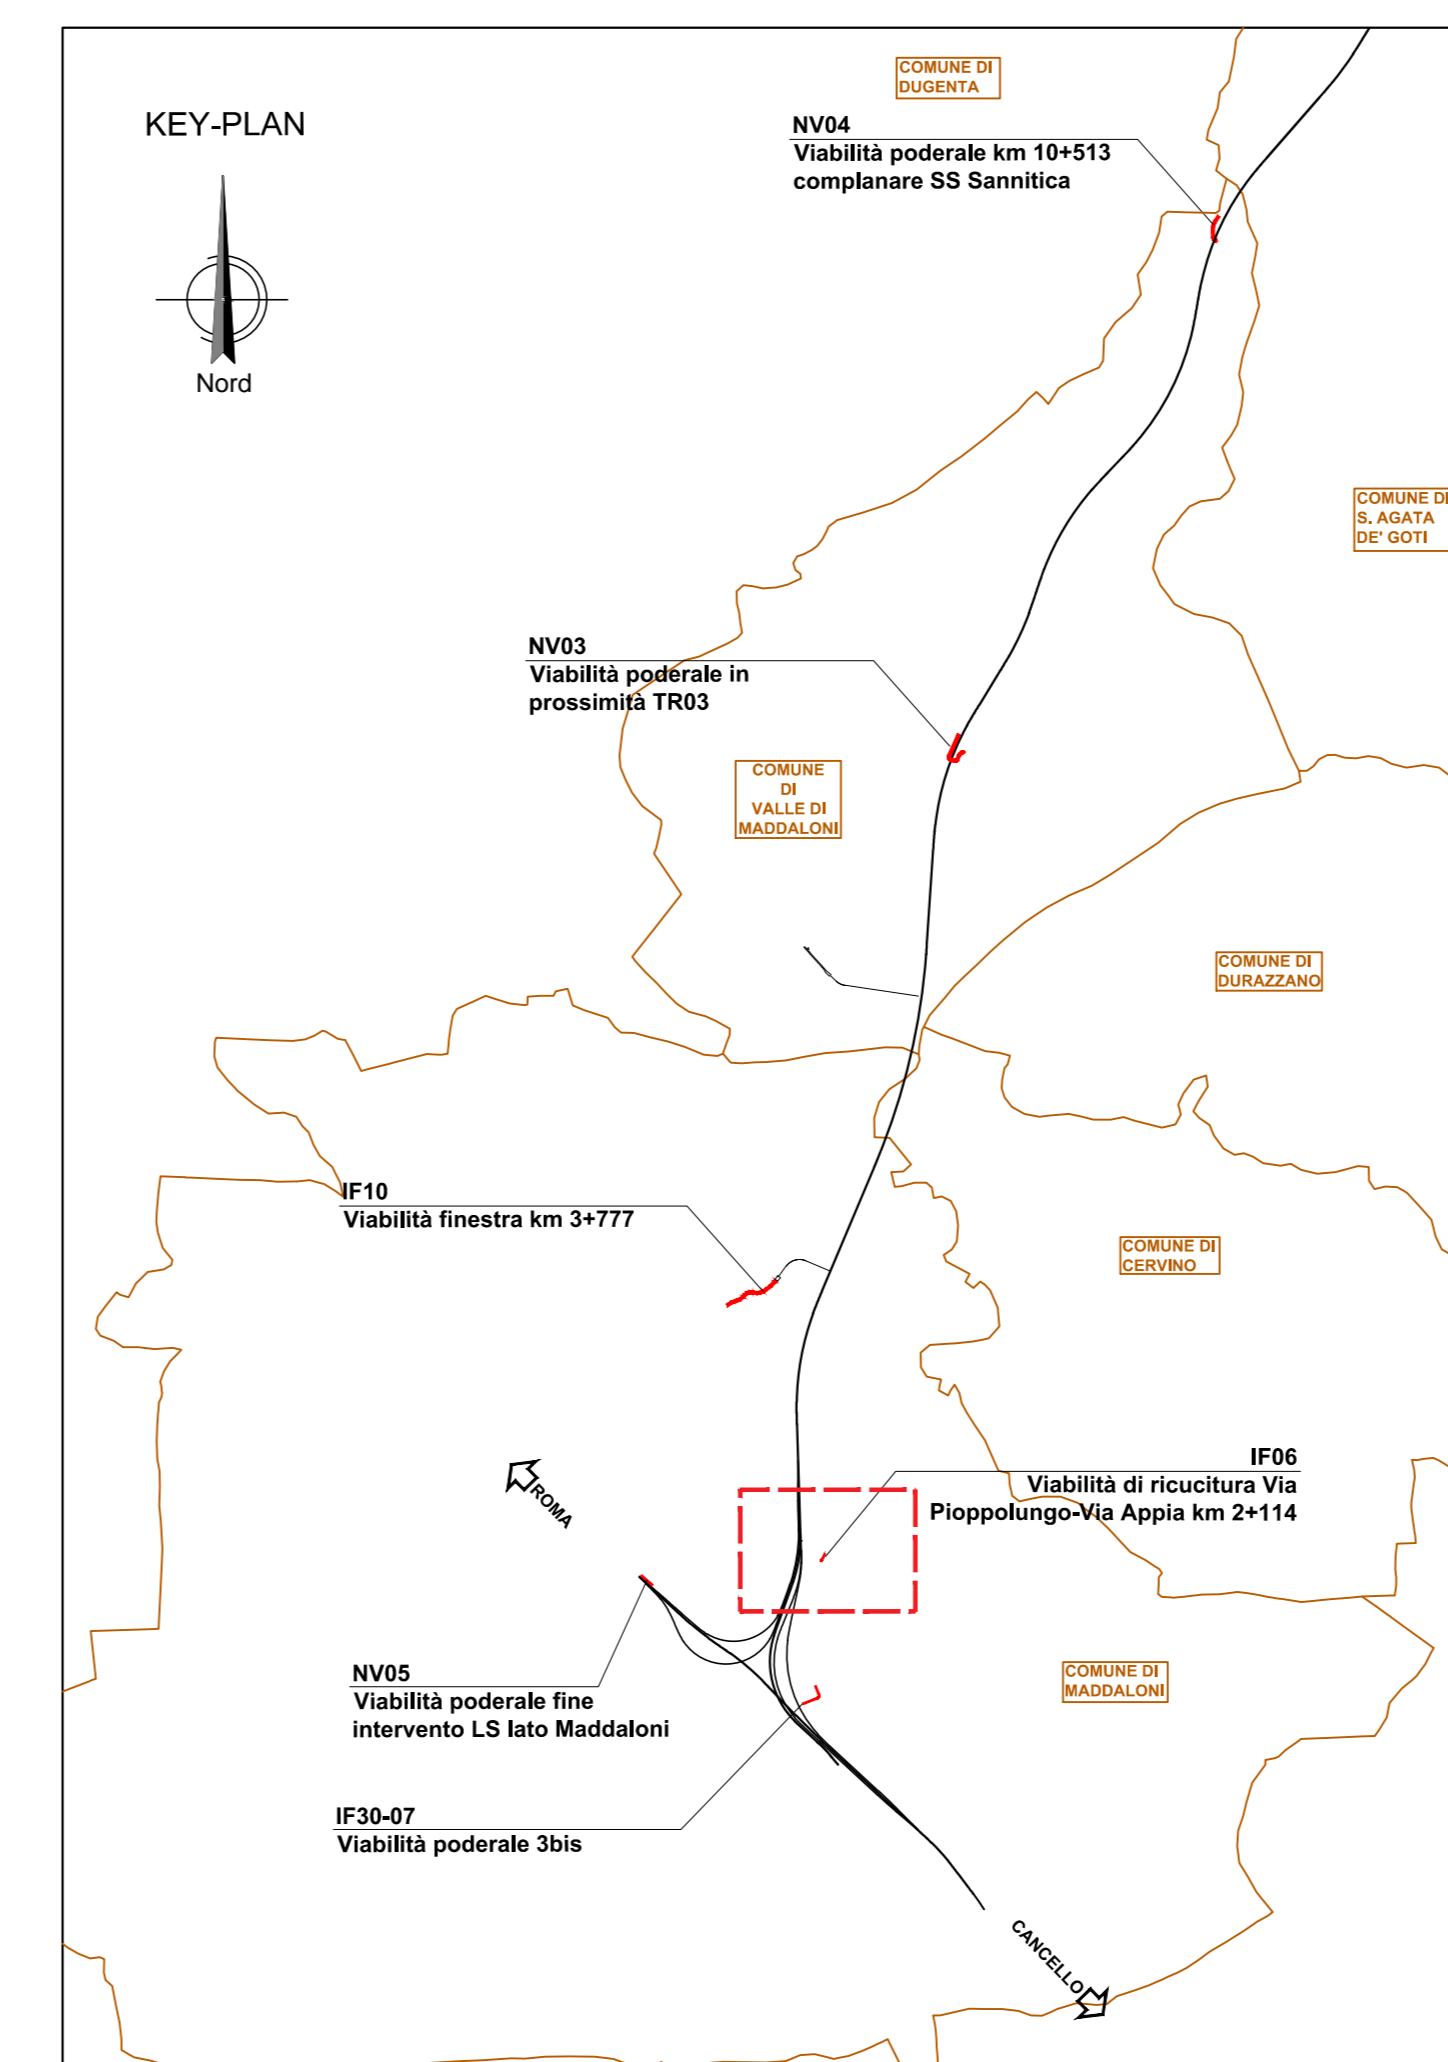 COMUNE DI
DUGENTA
KEY-PLAN
NV04
Viabilità poderale km 10+513
complanare SS Sannitica
Nord
COMUNE DI
S. AGATA
DE' GOTI
NV03
Viabilità poderale in
prossimità TR03
COMUNE
DI
VALLE DI
MADDALONI
COMUNE DI
DURAZZANO
IF10
Viabilità finestra km 3+777
COMUNE DI
CERVINO
IF06
Viabilità di ricucitura Via
Pioppolungo-Via Appia km 2+114
ROMA
NV05
Viabilità poderale fine
intervento LS lato Maddaloni
COMUNE DI
MADDALONI
IF30-07
Viabilità poderale 3bis
CANCELLO